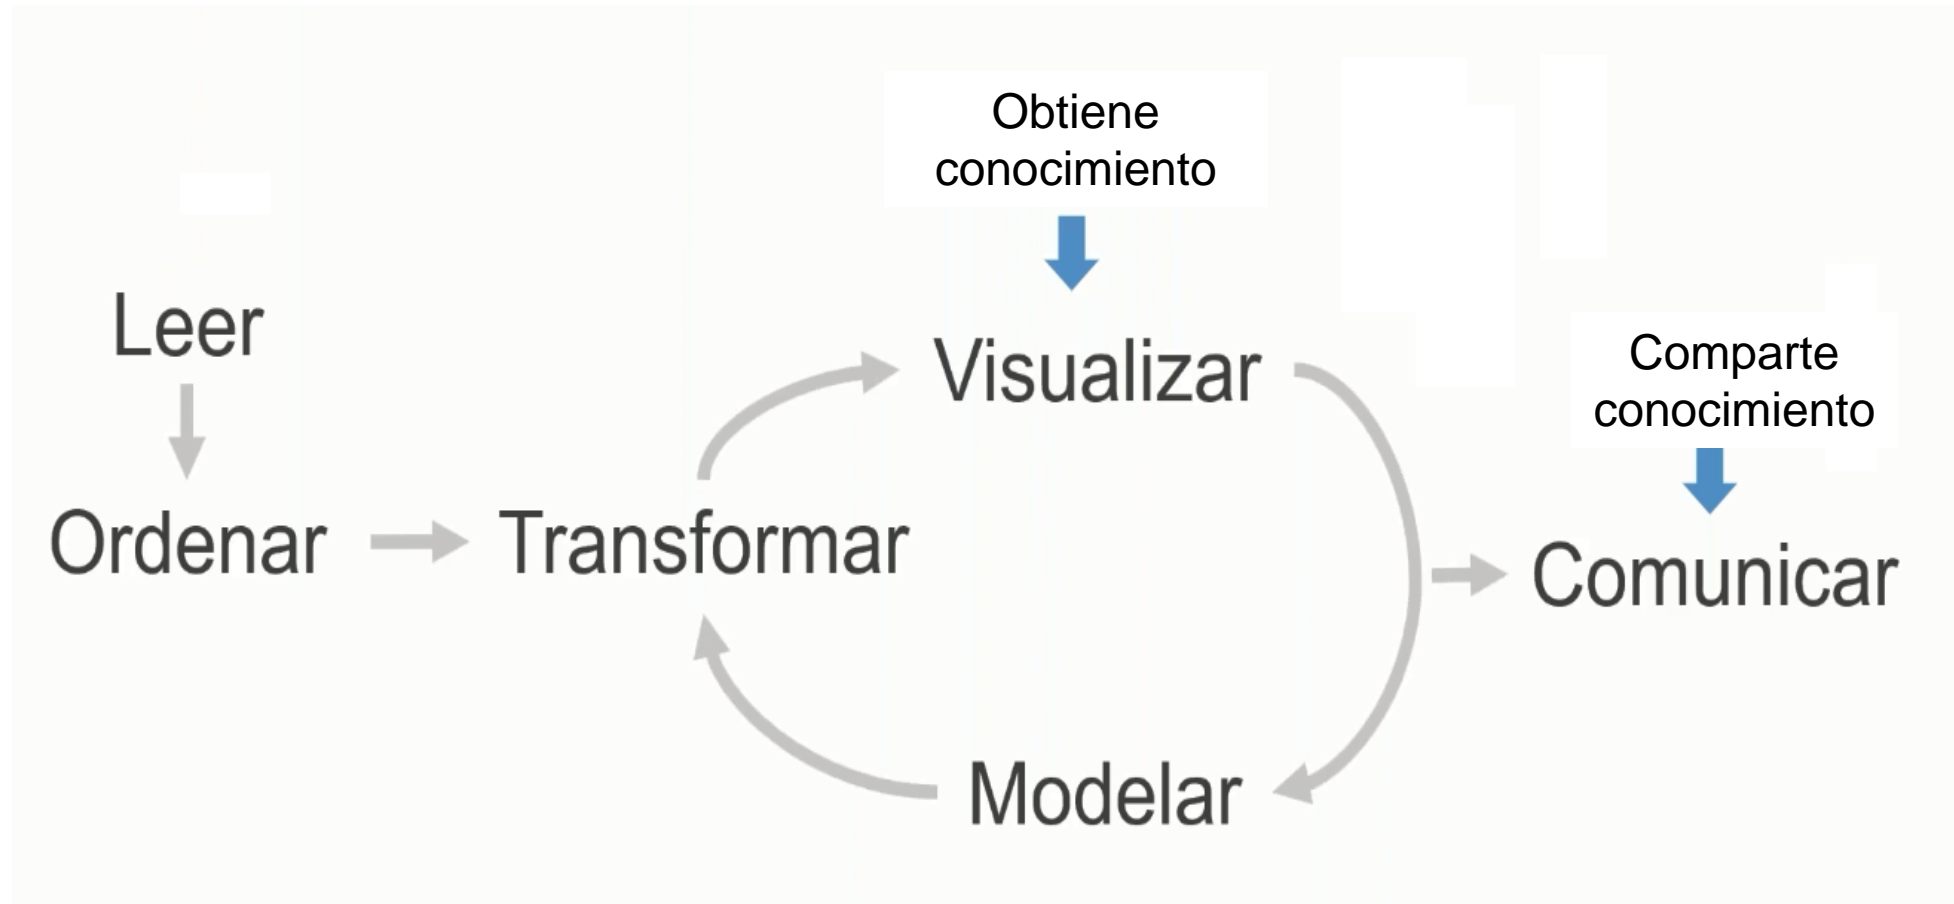 Obtiene
conocimiento
Leer
Visualizar
Comparte
conocimiento
Ordenar
Transformar
Comunicar
Modelar